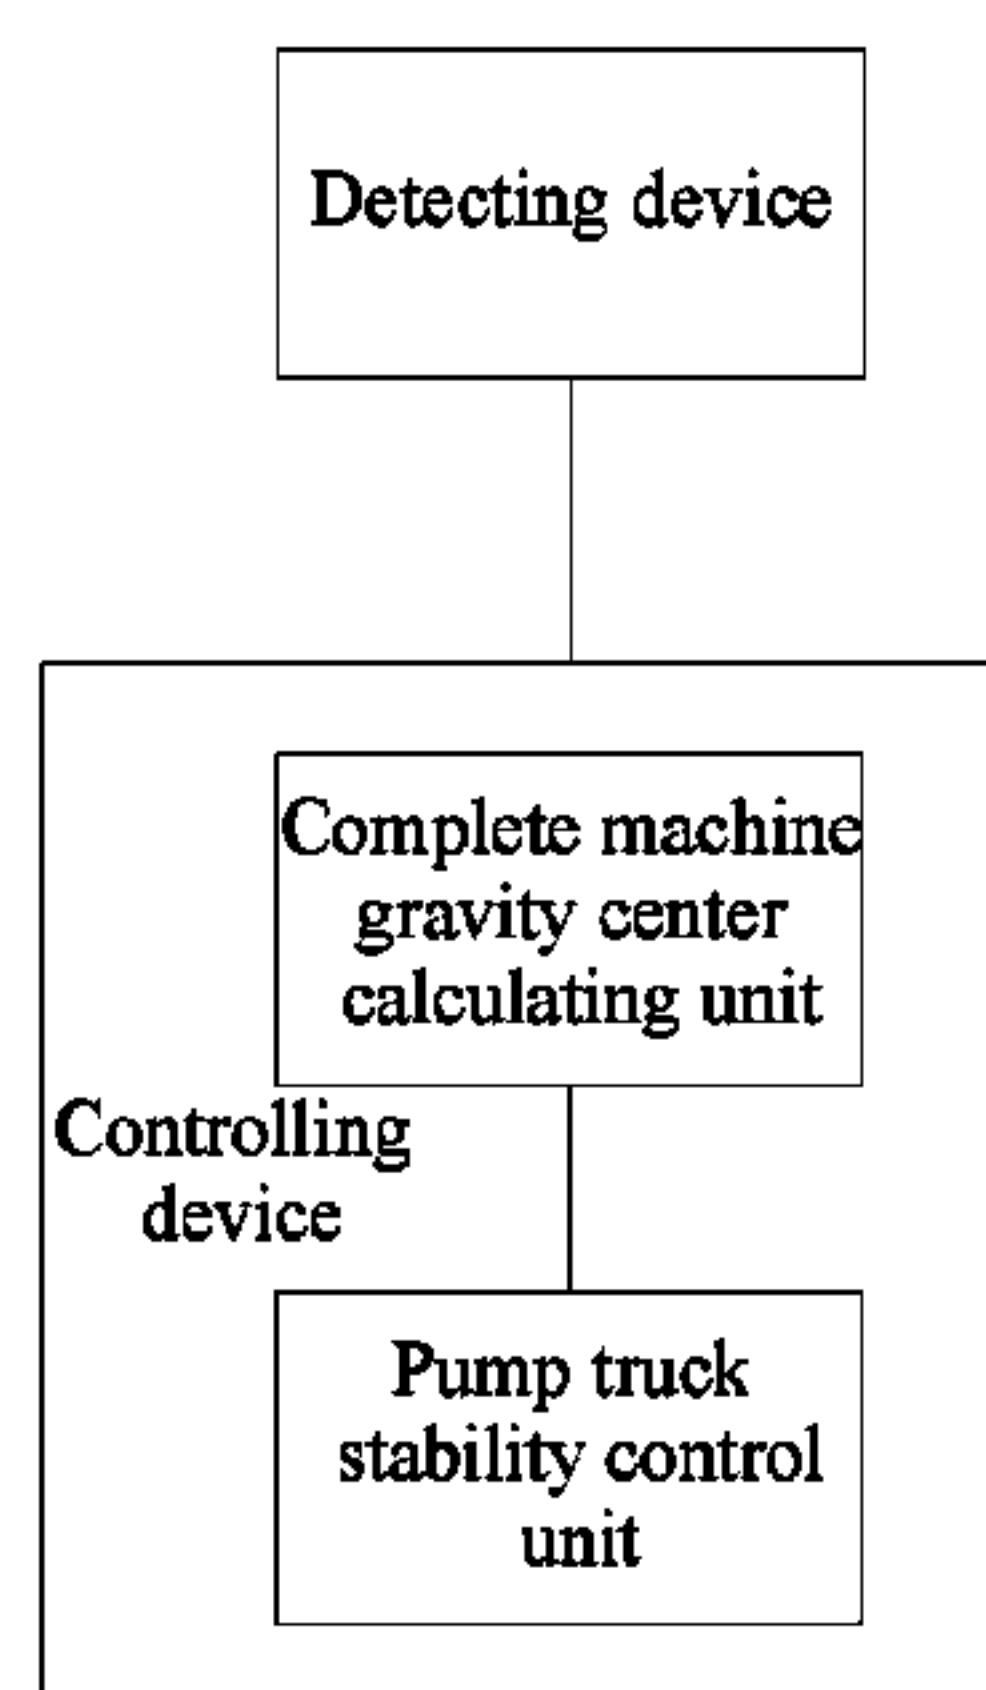 Detecting device
Complete machine
gravity center
calculating unit
Controlling
device
Pump truck
stability control
unit